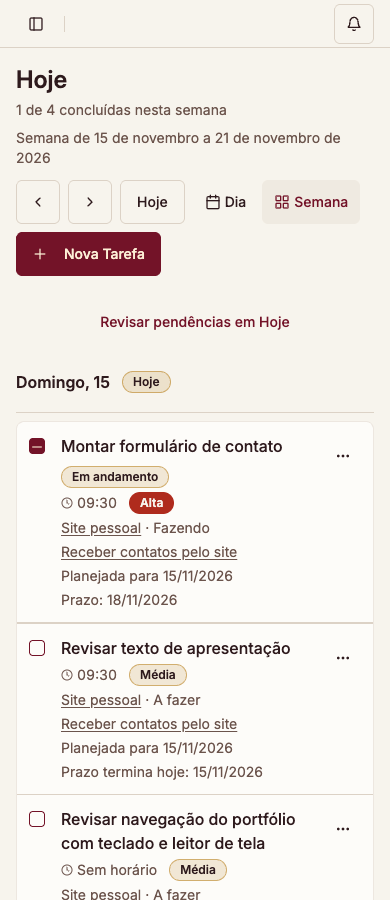 Hoje
1 de 4 concluídas nesta semana
Semana de 15 de novembro a 21 de novembro de
2026
Hoje
Dia
Semana
Nova Tarefa
Revisar pendências em Hoje
Domingo, 15
Hoje
Montar formulário de contato
Em andamento
09:30
Alta
Site pessoal · Fazendo
Receber contatos pelo site
Planejada para 15/11/2026
Prazo: 18/11/2026
Revisar texto de apresentação
09:30
Média
Site pessoal · A fazer
Receber contatos pelo site
Planejada para 15/11/2026
Prazo termina hoje: 15/11/2026
Revisar navegação do portfólio
com teclado e leitor de tela
Sem horário
Média
Site pessoal · A fazer